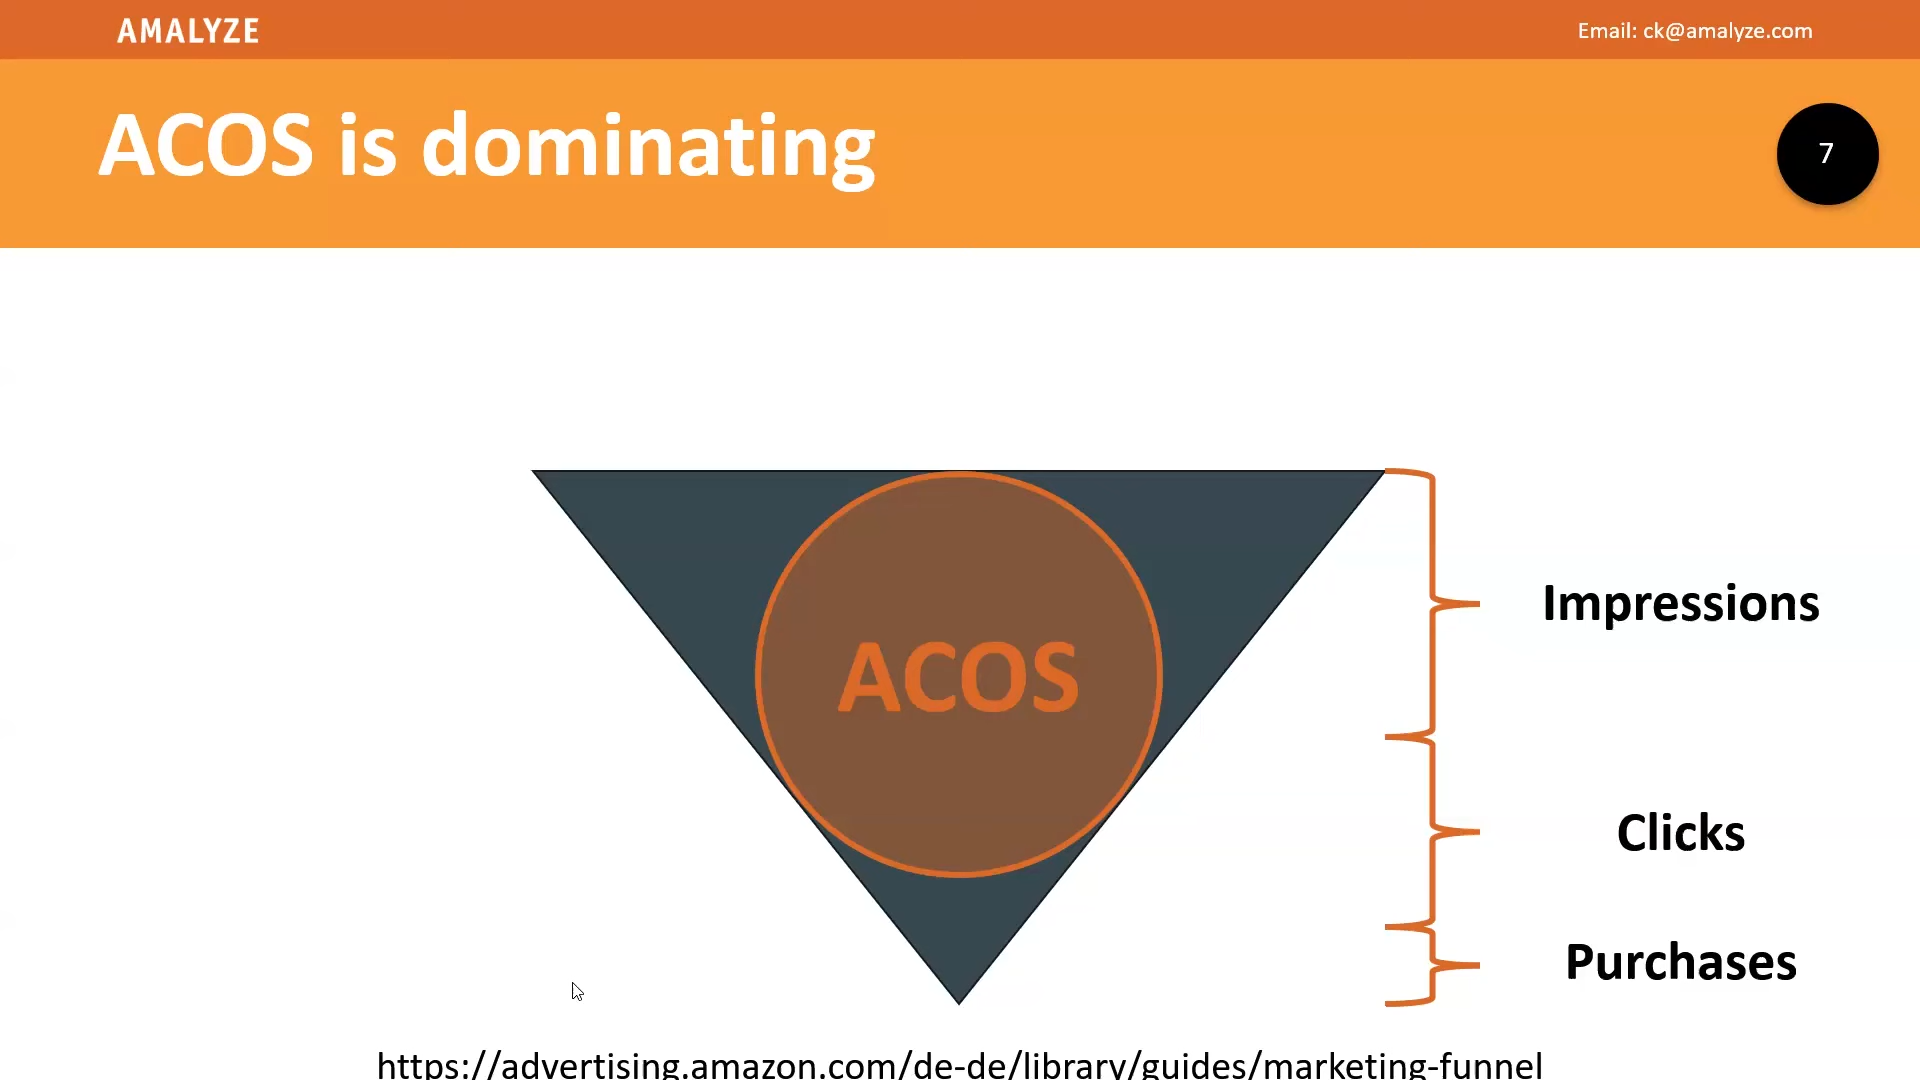 AMALYZE
Email: ck@amalyze.com
ACOS is dominating
7
ACOS
Impressions
Clicks
Purchases
https://advertising.amazon.com/de-de/library/guides/marketing-funnel